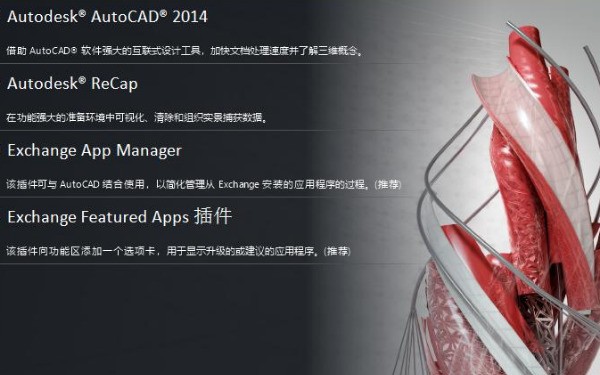 Autodesk® AutoCAD® 2014
借助 AutoCAD® 软件强大的互联式设计工具，加快文档处理速度并了解三维概念。
Autodesk® ReCap
在功能强大的准备环境中可视化、清除和组织实景捕获数据。
Exchange App Manager
该插件可与 AutoCAD 结合使用，以简化管理从 Exchange 安装的应用程序的过程。(推荐)
Exchange Featured Apps 插件
该插件向功能区添加一个选项卡，用于显示升级的或建议的应用程序。(推荐)